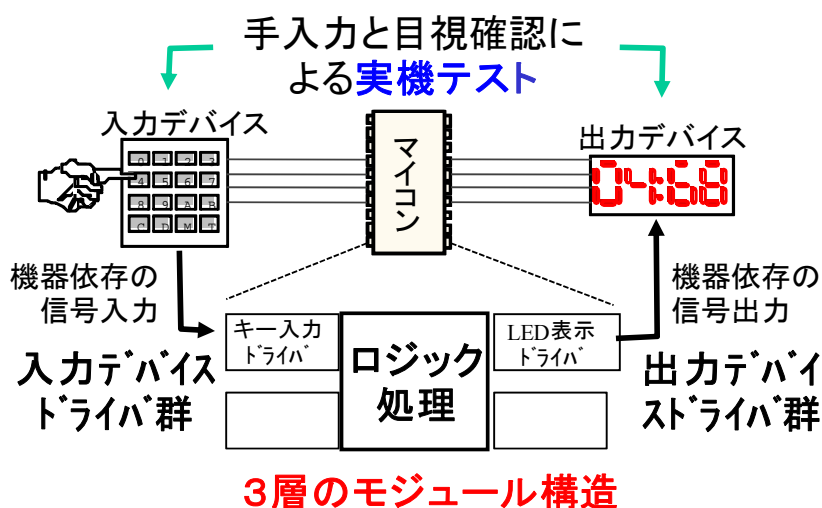 手入力と目視確認に
よる実機テスト
入力デバイス
マイコン
出力デバイス
0 1 2 3
4 5 6 7
8 9 A B
C D M T
04:58
機器依存の
信号入力
機器依存の
信号出力
キー入力
ﾄﾞﾗｲﾊﾞ
ロジック
処理
LED表示
ﾄﾞﾗｲﾊﾞ
入力ﾃﾞﾊﾞｲｽ
ﾄﾞﾗｲﾊﾞ群
出力ﾃﾞﾊﾞｲ
ｽﾄﾞﾗｲﾊﾞ群
３層のモジュール構造